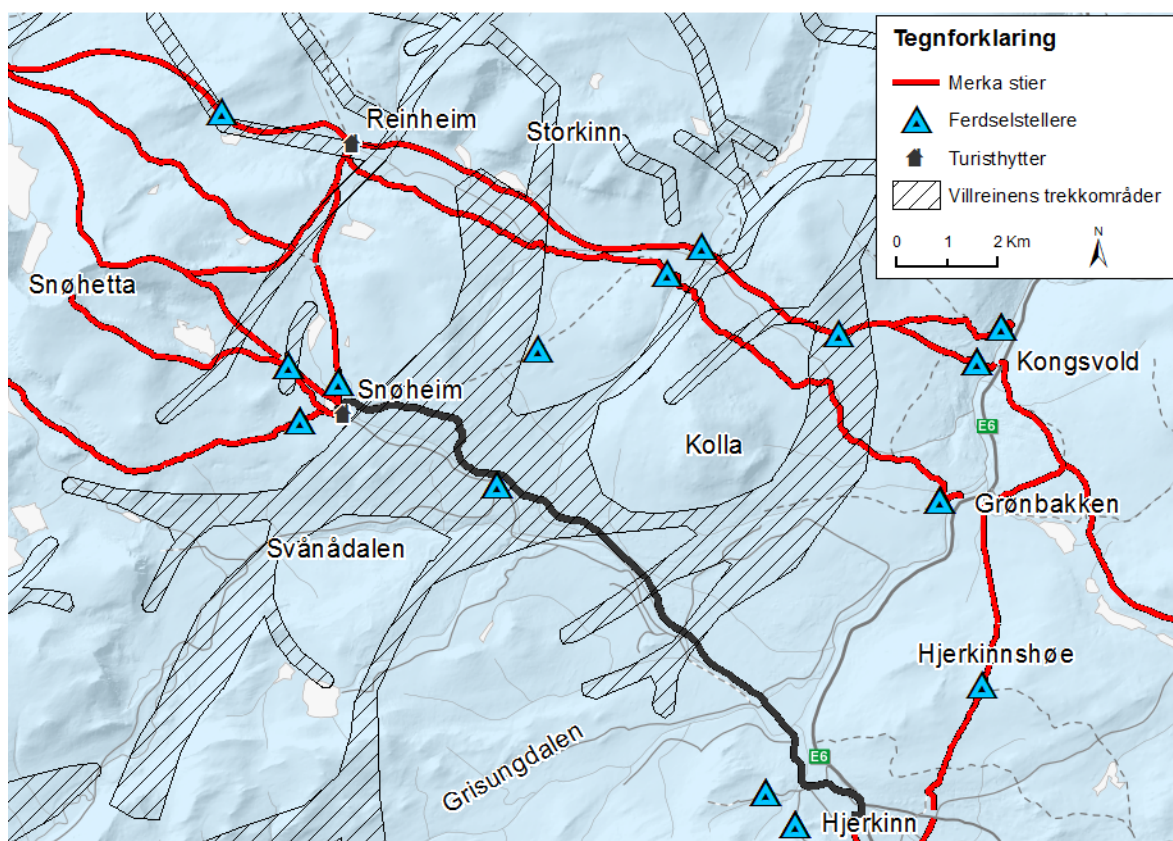 Tegnforklaring
Merka stier
Ferdselstellere
Turisthytter
Villreinens trekkområder
0 1 2 Km
N
Reinheim
Storkinn
Snøhetta
Kongsvold
Snøheim
E6
Kolla
Grønbakken
Svånådalen
Hjerkinnshøe
E6
Grisungdalen
Hjerkinn